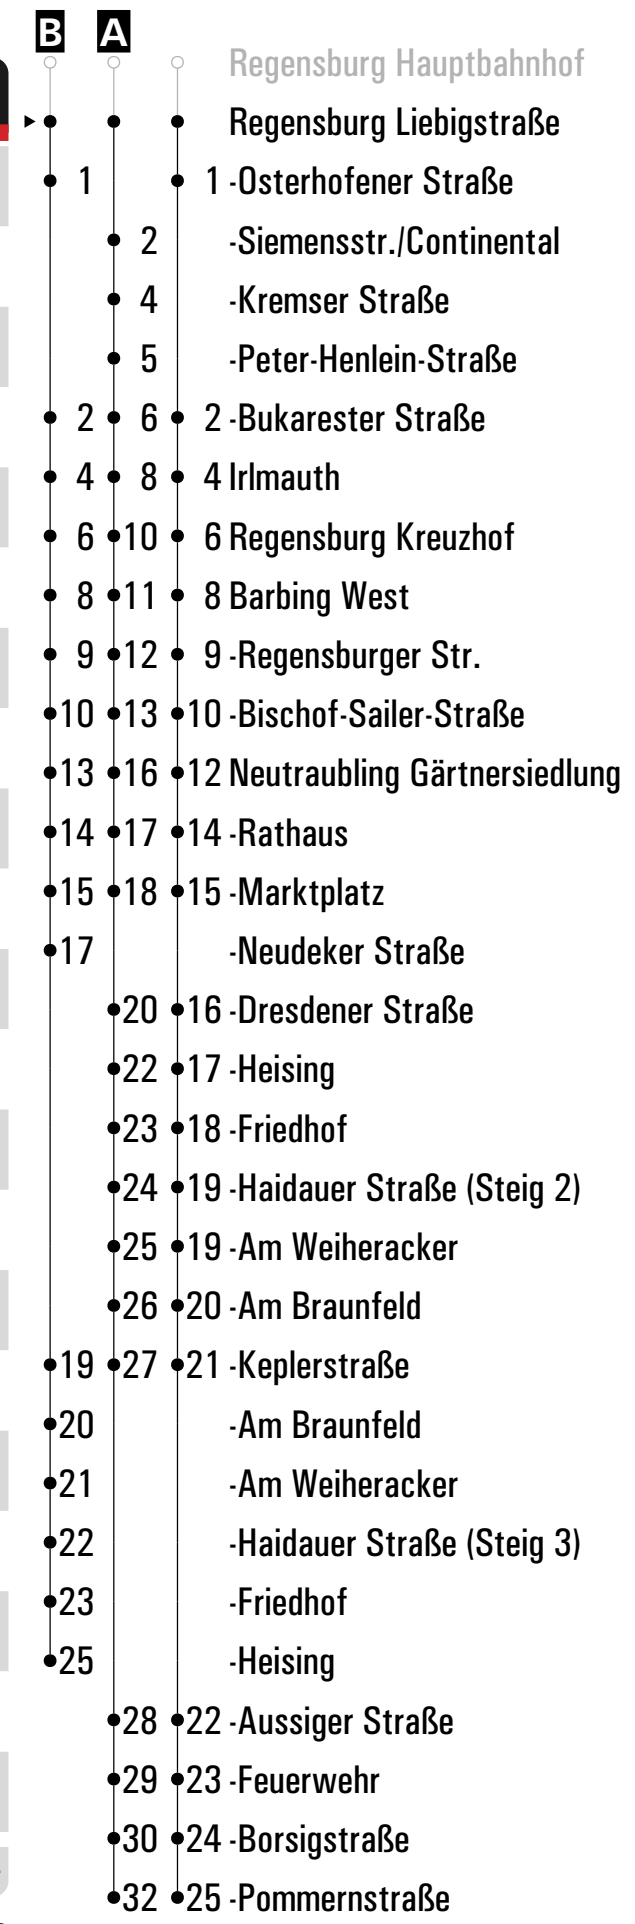 B A
Regensburg Hauptbahnhof
Regensburg Liebigstraße
1 1 -Osterhofener Straße
2 -Siemensstr./Continental
4 -Kremser Straße
5 -Peter-Henlein-Straße
2 6 2 -Bukarester Straße
4 8 4 Irlmauth
6 10 6 Regensburg Kreuzhof
8 11 8 Barbing West
9 12 9 -Regensburger Str.
10 13 10 -Bischof-Sailer-Straße
13 16 12 Neutraubling Gärtnersiedlung
14 17 14 -Rathaus
15 18 15 -Marktplatz
17 -Neudeker Straße
20 16 -Dresdener Straße
22 17 -Heising
23 18 -Friedhof
24 19 -Haidauer Straße (Steig 2)
25 19 -Am Weiheracker
26 20 -Am Braunfeld
19 27 21 -Keplerstraße
20 -Am Braunfeld
21 -Am Weiheracker
22 -Haidauer Straße (Steig 3)
23 -Friedhof
25 -Heising
28 22 -Aussiger Straße
29 23 -Feuerwehr
30 24 -Borsigstraße
32 25 -Pommernstraße